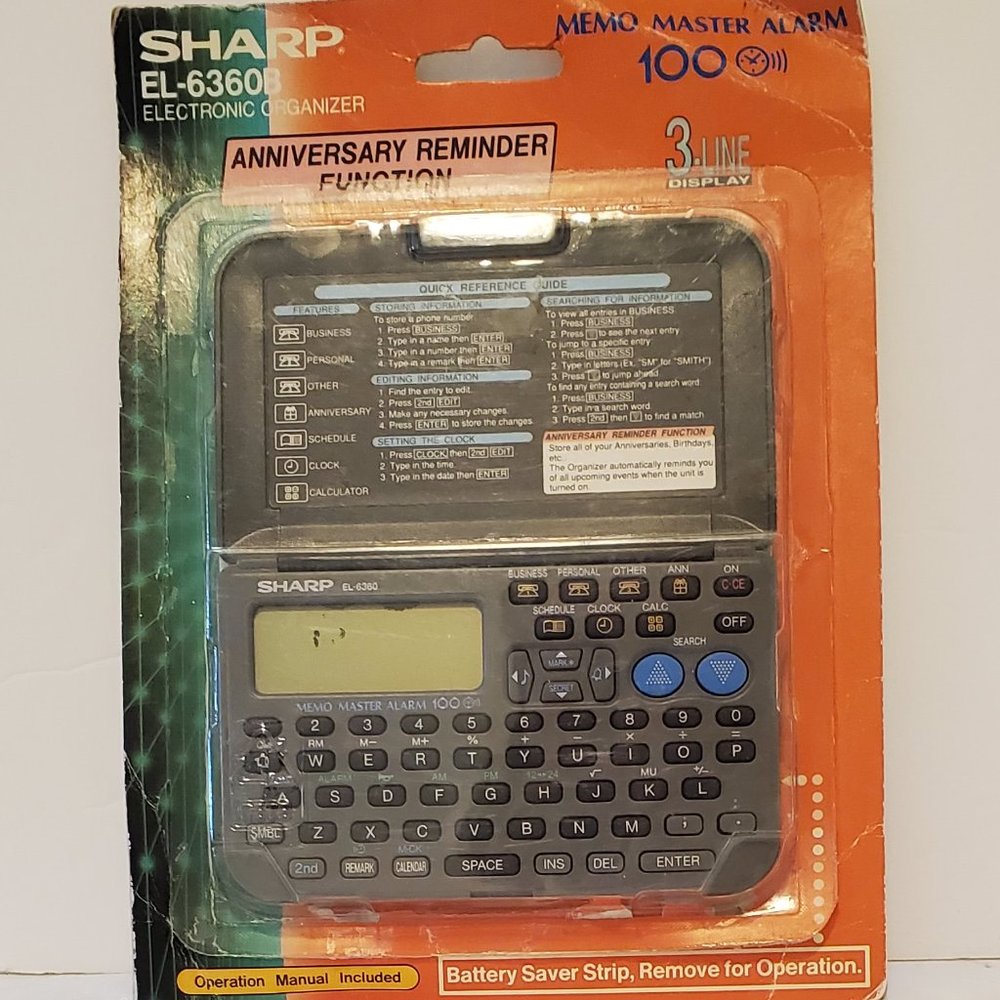 SHARP
EL-6360B
ELECTRONIC ORGANIZER
MEMO MASTER ALARM
100
3-LINE
DISPLAY
ANNIVERSARY REMINDER
FUNCTION
QUICK REFERENCE GUIDE
FEATURES
BUSINESS
PERSONAL
OTHER
ANNIVERSARY
SCHEDULE
CLOCK
CALCULATOR
STORING INFORMATION
To store a phone number
1. Press BUSINESS
2. Type in a name then ENTER
3. Type in a number then ENTER
4. Type in a remark then ENTER
EDITING INFORMATION
1. Find the entry to edit.
2. Press 2nd EDIT
3. Make any necessary changes.
4. Press ENTER to store the changes.
SETTING THE CLOCK
1. Press CLOCK then 2nd EDIT
2. Type in the time.
3. Type in the date then ENTER
SEARCHING FOR INFORMATION
To view all entries in BUSINESS
1. Press BUSINESS
2. Press ▽ to see the next entry
To jump to a specific entry
1. Press BUSINESS
2. Type in letters (Ex. "SM" for "SMITH")
3. Press ▽ to jump ahead
To find any entry containing a search word
1. Press BUSINESS
2. Type in a search word
3. Press 2nd then ▽ to find a match
ANNIVERSARY REMINDER FUNCTION
Store all of your Anniversaries, Birthdays,
etc.
The Organizer automatically reminds you
of all upcoming events when the unit is
turned on.
SHARP EL-6360
BUSINESS PERSONAL OTHER ANN ON
C·CE
SCHEDULE CLOCK CALC
OFF
SEARCH
MARK *
SECRET
MEMO MASTER ALARM 100
2 3 4 5 6 7 8 9 0
RM M− M+ % + − × ÷ =
W E R T Y U I O P
ALARM AM PM 12↔24 √ MU +/−
A S D F G H J K L
SMBL Z X C V B N M , .
M-CK
2nd REMARK CALENDAR SPACE INS DEL ENTER
Operation Manual Included
Battery Saver Strip, Remove for Operation.